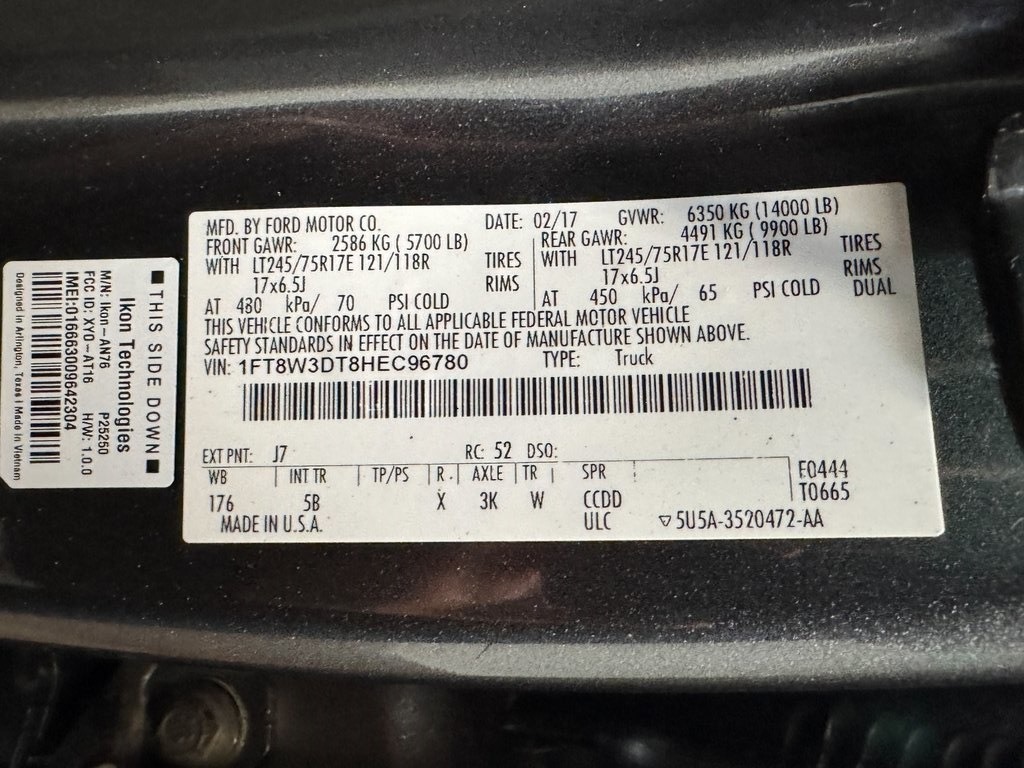 MFD. BY FORD MOTOR CO. DATE: 02/17 GVWR: 6350 KG (14000 LB)
FRONT GAWR: 2586 KG ( 5700 LB) REAR GAWR: 4491 KG ( 9900 LB)
WITH LT245/75R17E 121/118R TIRES WITH LT245/75R17E 121/118R TIRES
17x6.5J RIMS 17x6.5J RIMS
AT 480 kPa/ 70 PSI COLD AT 450 kPa/ 65 PSI COLD DUAL
THIS VEHICLE CONFORMS TO ALL APPLICABLE FEDERAL MOTOR VEHICLE
SAFETY STANDARDS IN EFFECT ON THE DATE OF MANUFACTURE SHOWN ABOVE.
VIN: 1FT8W3DT8HEC96780 TYPE: Truck
EXT PNT: J7 RC: 52 DSO:
WB INT TR TP/PS R AXLE TR SPR F0444
176 5B X 3K W CCDD T0665
MADE IN U.S.A. ULC ▽5U5A-3520472-AA
■ THIS SIDE DOWN ■
Ikon Technologies
M/N: Ikon-AN76 P25250
FCC ID: XYO-AT16 H/W: 1.0.0
IMEI:016663009642304
Designed in Arlington, Texas | Made in Vietnam